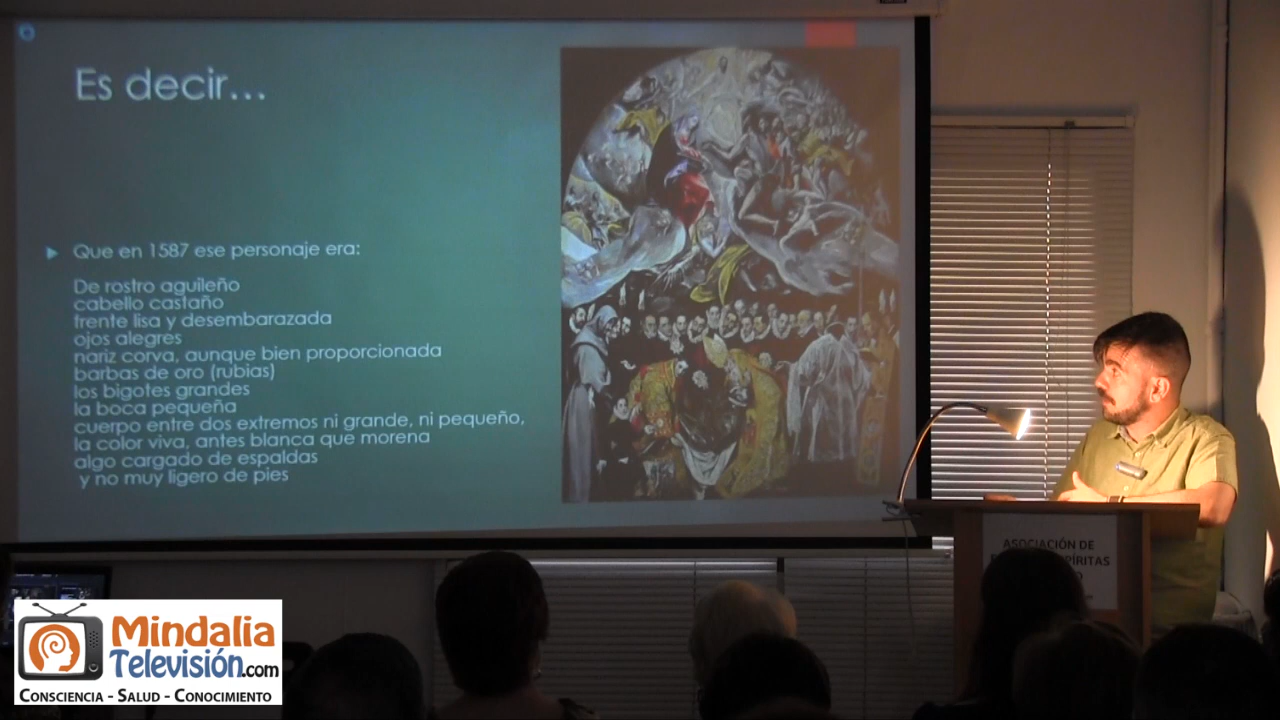 Es decir...
Que en 1587 ese personaje era:
De rostro aguileño
cabello castaño
frente lisa y desembarazada
ojos alegres
nariz corva, aunque bien proporcionada
barbas de oro (rubias)
los bigotes grandes
la boca pequeña
cuerpo entre dos extremos ni grande, ni pequeño,
la color viva, antes blanca que morena
algo cargado de espaldas
y no muy ligero de pies
ASOCIACIÓN DE
Mindalia
Televisión.com
CONSCIENCIA - SALUD - CONOCIMIENTO